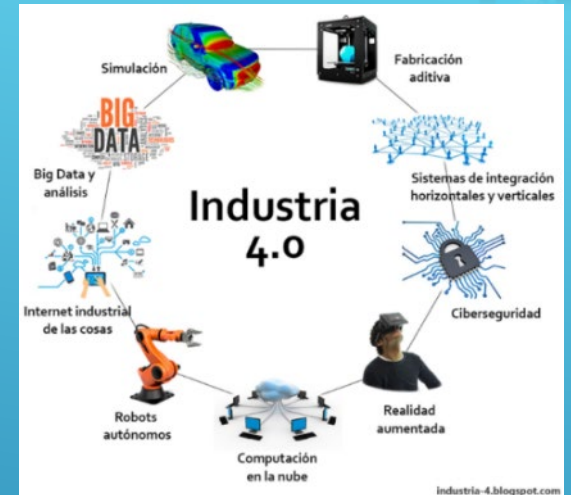 Simulación
Fabricación
aditiva
BIG
DATA
Big Data y
análisis
Sistemas de integración
horizontales y verticales
Industria
4.0
Internet industrial
de las cosas
Ciberseguridad
Robots
autónomos
Realidad
aumentada
Computación
en la nube
industria-4.blogspot.com